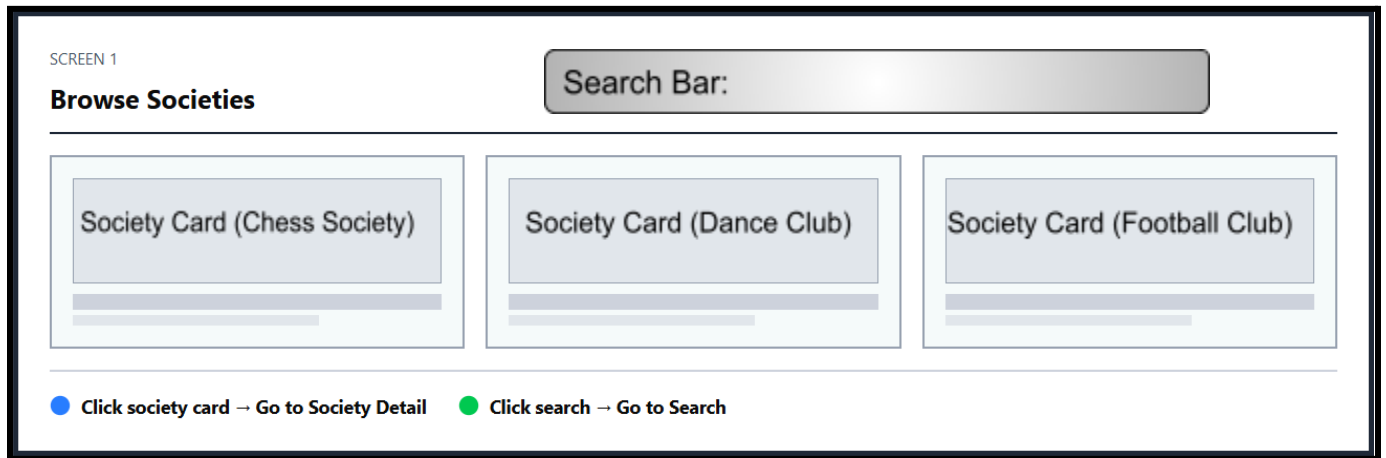 SCREEN 1
Browse Societies
Search Bar:
Society Card (Chess Society)
Society Card (Dance Club)
Society Card (Football Club)
Click society card → Go to Society Detail
Click search → Go to Search